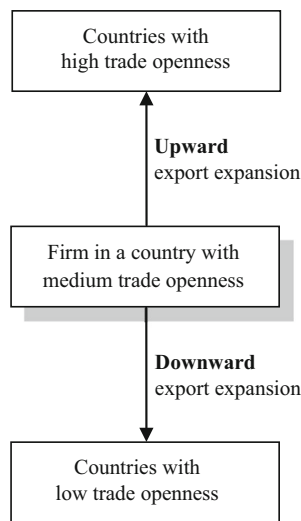 Countries with
high trade openness
Upward
export expansion
Firm in a country with
medium trade openness
Downward
export expansion
Countries with
low trade openness